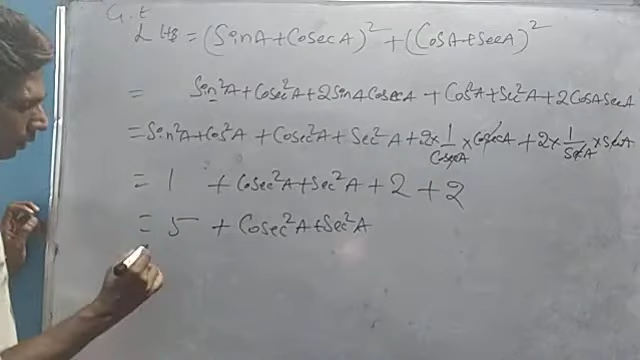 G.t
LHS = (SinA+CosecA)² + (CosA+SecA)²
= Sin²A + Cosec²A + 2SinA CosecA + Cos²A + Sec²A + 2CosA SecA
= Sin²A + Cos²A + Cosec²A + Sec²A + 2 × 1/CosecA × CosecA + 2 × 1/SecA × SecA
= 1 + Cosec²A + Sec²A + 2 + 2
= 5 + Cosec²A + Sec²A